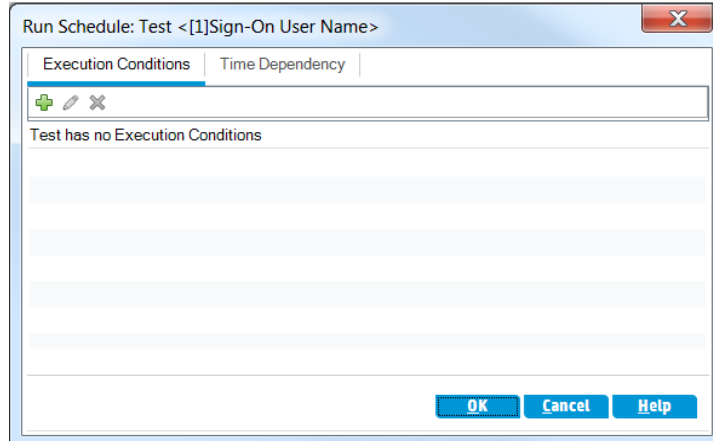 Run Schedule: Test <[1]Sign-On User Name>
Execution Conditions Time Dependency
Test has no Execution Conditions
OK Cancel Help